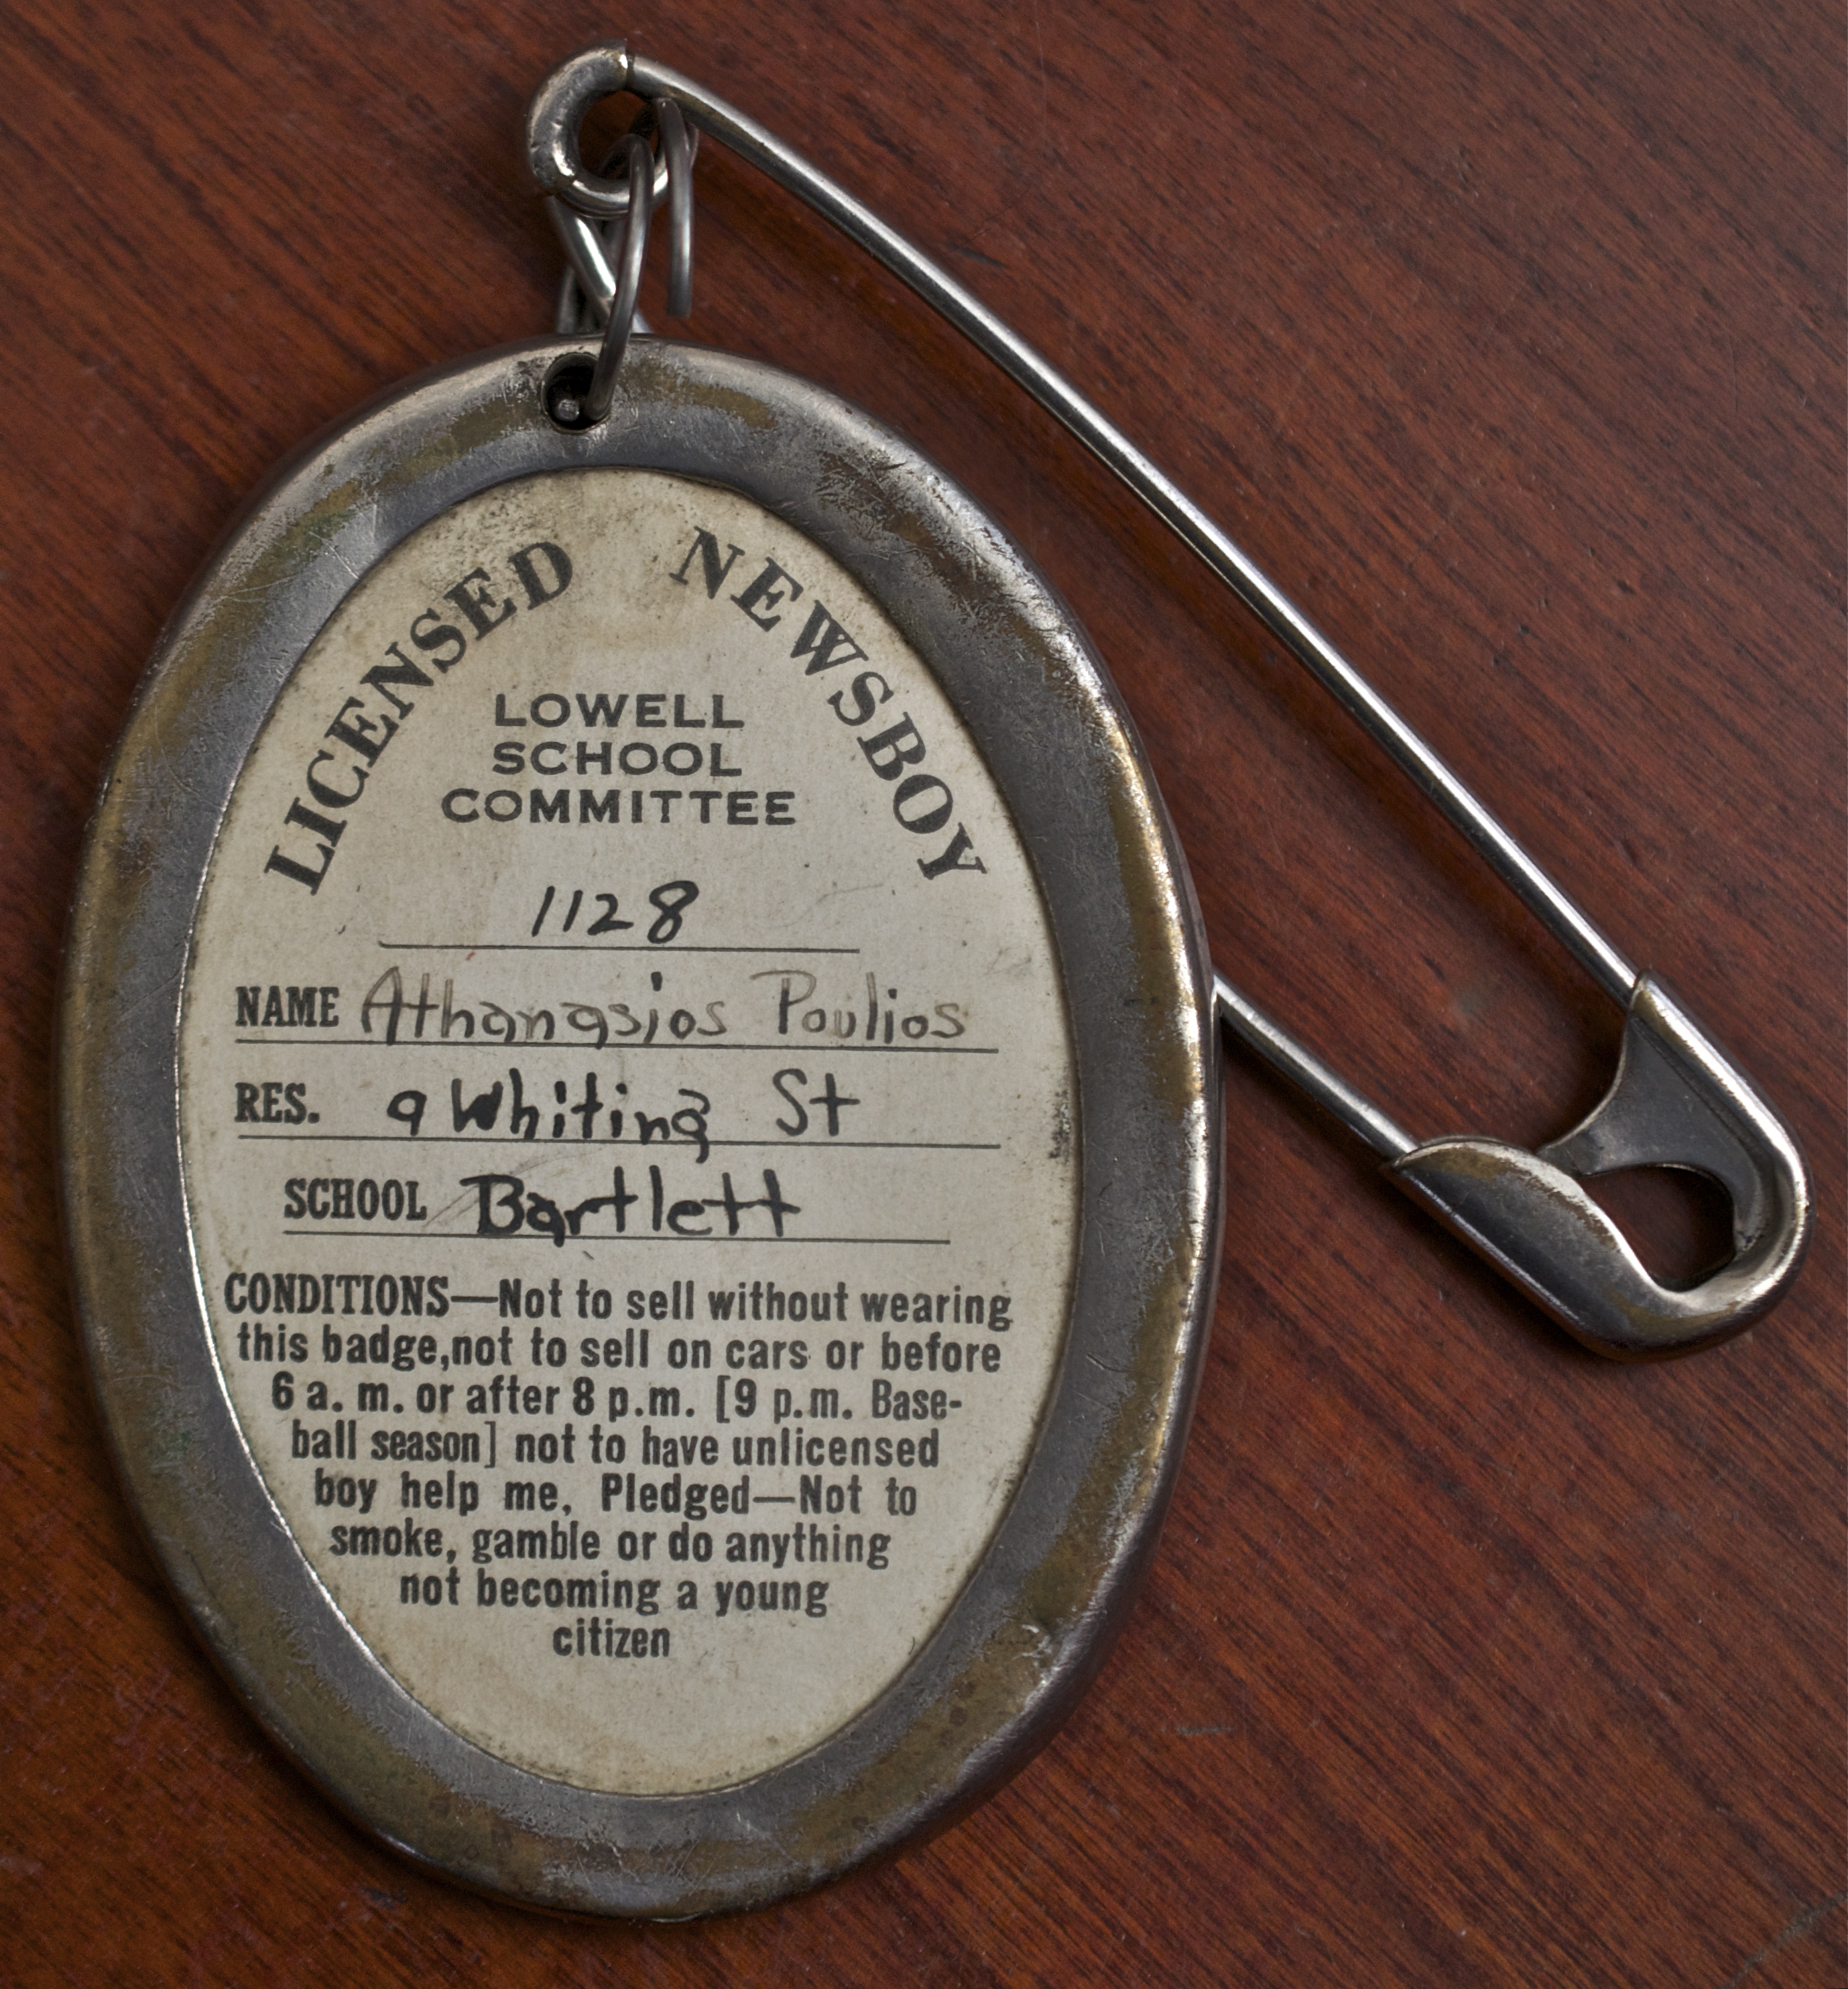 LICENSED NEWSBOY
LOWELL
SCHOOL
COMMITTEE
1128
NAME Athanasios Poulios
RES. 9 Whiting St
SCHOOL Bartlett
CONDITIONS—Not to sell without wearing
this badge,not to sell on cars or before
6 a. m. or after 8 p.m. [9 p.m. Base-
ball season] not to have unlicensed
boy help me, Pledged—Not to
smoke, gamble or do anything
not becoming a young
citizen